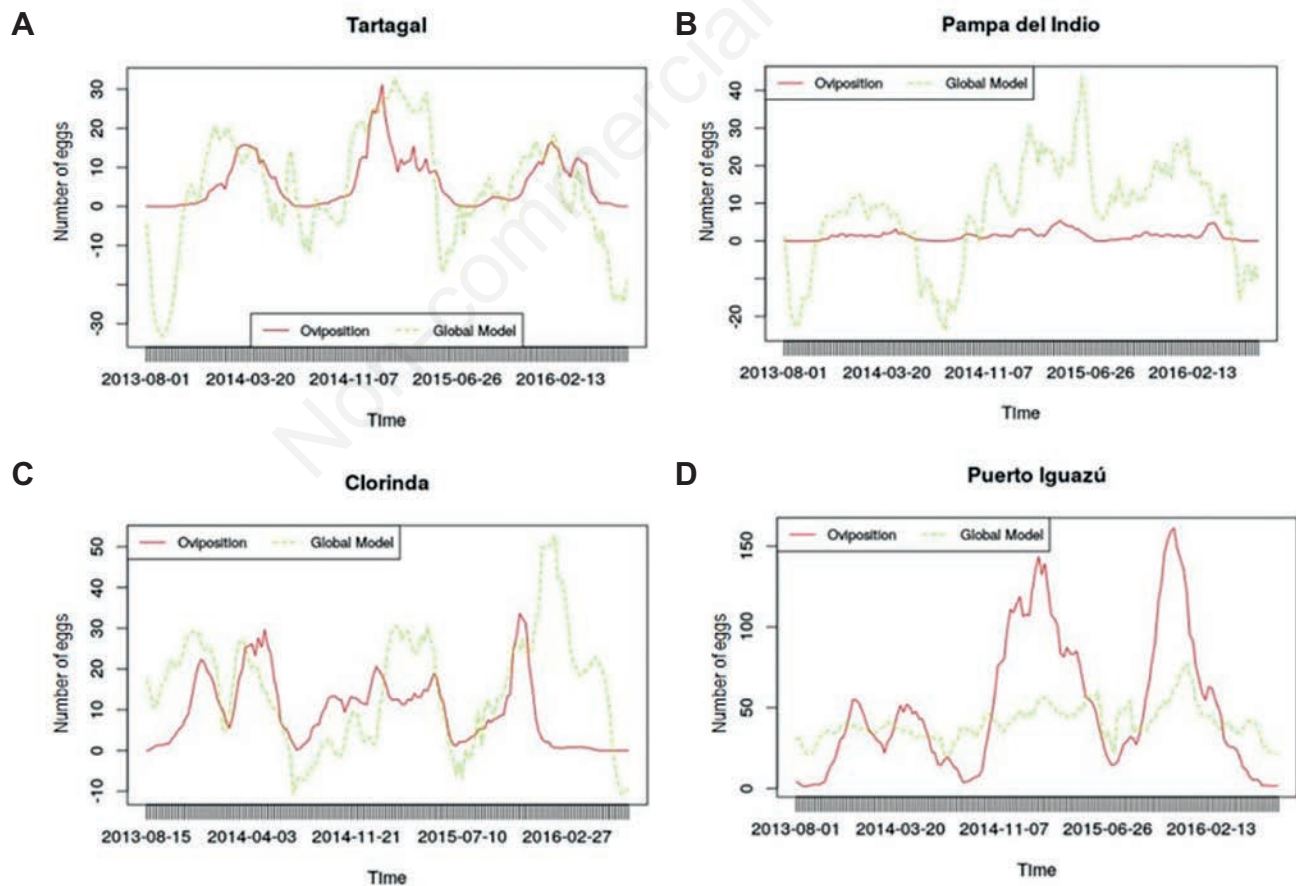 A
Tartagal
Number of eggs
30
20
10
0
-10
-30
Oviposition
Global Model
2013-08-01
2014-03-20
2014-11-07
2015-06-26
2016-02-13
Time
B
Pampa del Indio
Number of eggs
40
30
20
10
0
-20
Oviposition
Global Model
2013-08-01
2014-03-20
2014-11-07
2015-06-26
2016-02-13
Time
C
Clorinda
Number of eggs
50
40
30
20
10
0
-10
Oviposition
Global Model
2013-08-15
2014-04-03
2014-11-21
2015-07-10
2016-02-27
Time
D
Puerto Iguazú
Number of eggs
150
100
50
0
Oviposition
Global Model
2013-08-01
2014-03-20
2014-11-07
2015-06-26
2016-02-13
Time
Non-commercial